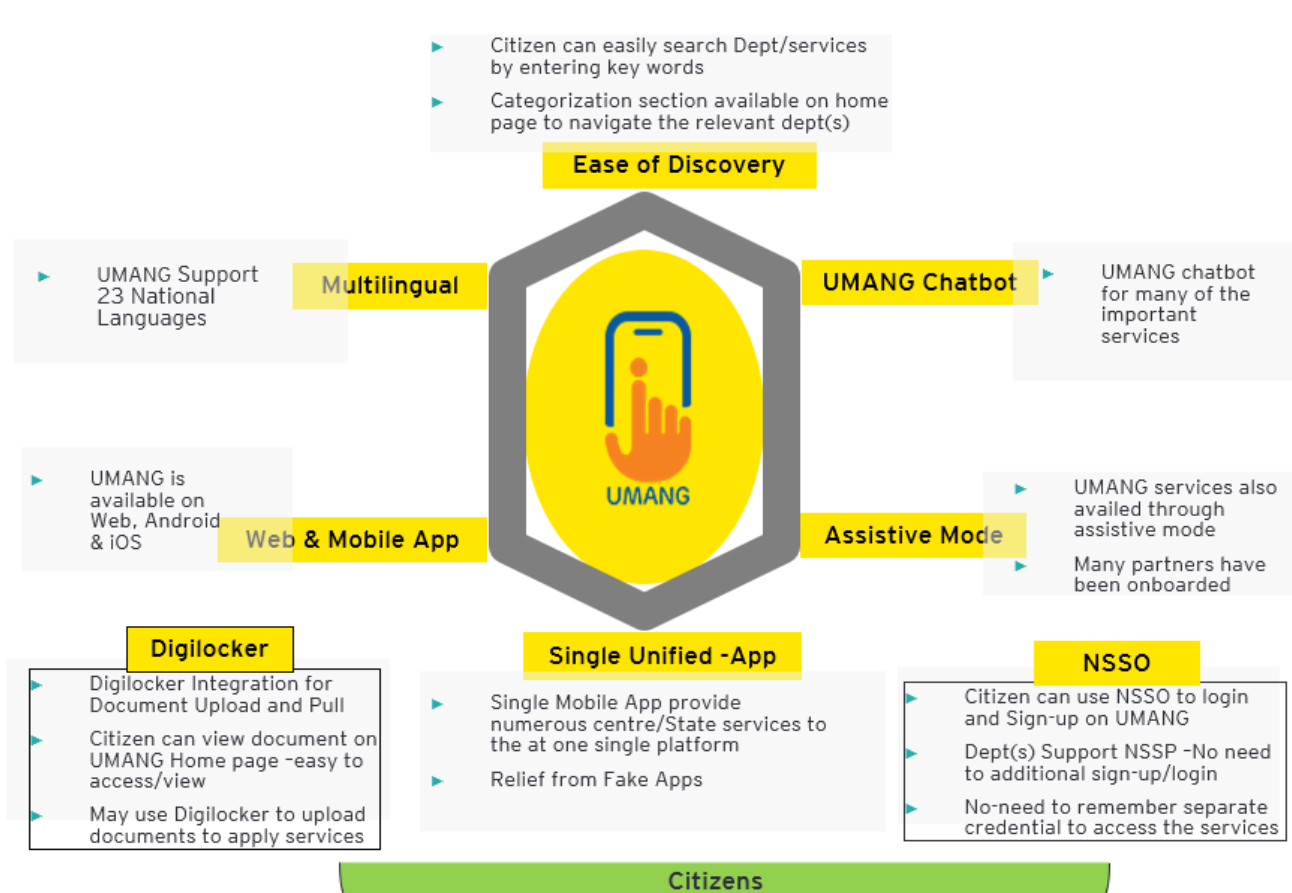 Citizen can easily search Dept/services
by entering key words
Categorization section available on home
page to navigate the relevant dept(s)
Ease of Discovery
UMANG Support
23 National
Languages
Multilingual
UMANG Chatbot
UMANG chatbot
for many of the
important
services
UMANG
UMANG is
available on
Web, Android
& iOS
Web & Mobile App
Assistive Mode
UMANG services also
availed through
assistive mode
Many partners have
been onboarded
Digilocker
Digilocker Integration for
Document Upload and Pull
Citizen can view document on
UMANG Home page –easy to
access/view
May use Digilocker to upload
documents to apply services
Single Unified -App
Single Mobile App provide
numerous centre/State services to
the at one single platform
Relief from Fake Apps
NSSO
Citizen can use NSSO to login
and Sign-up on UMANG
Dept(s) Support NSSP –No need
to additional sign-up/login
No-need to remember separate
credential to access the services
Citizens